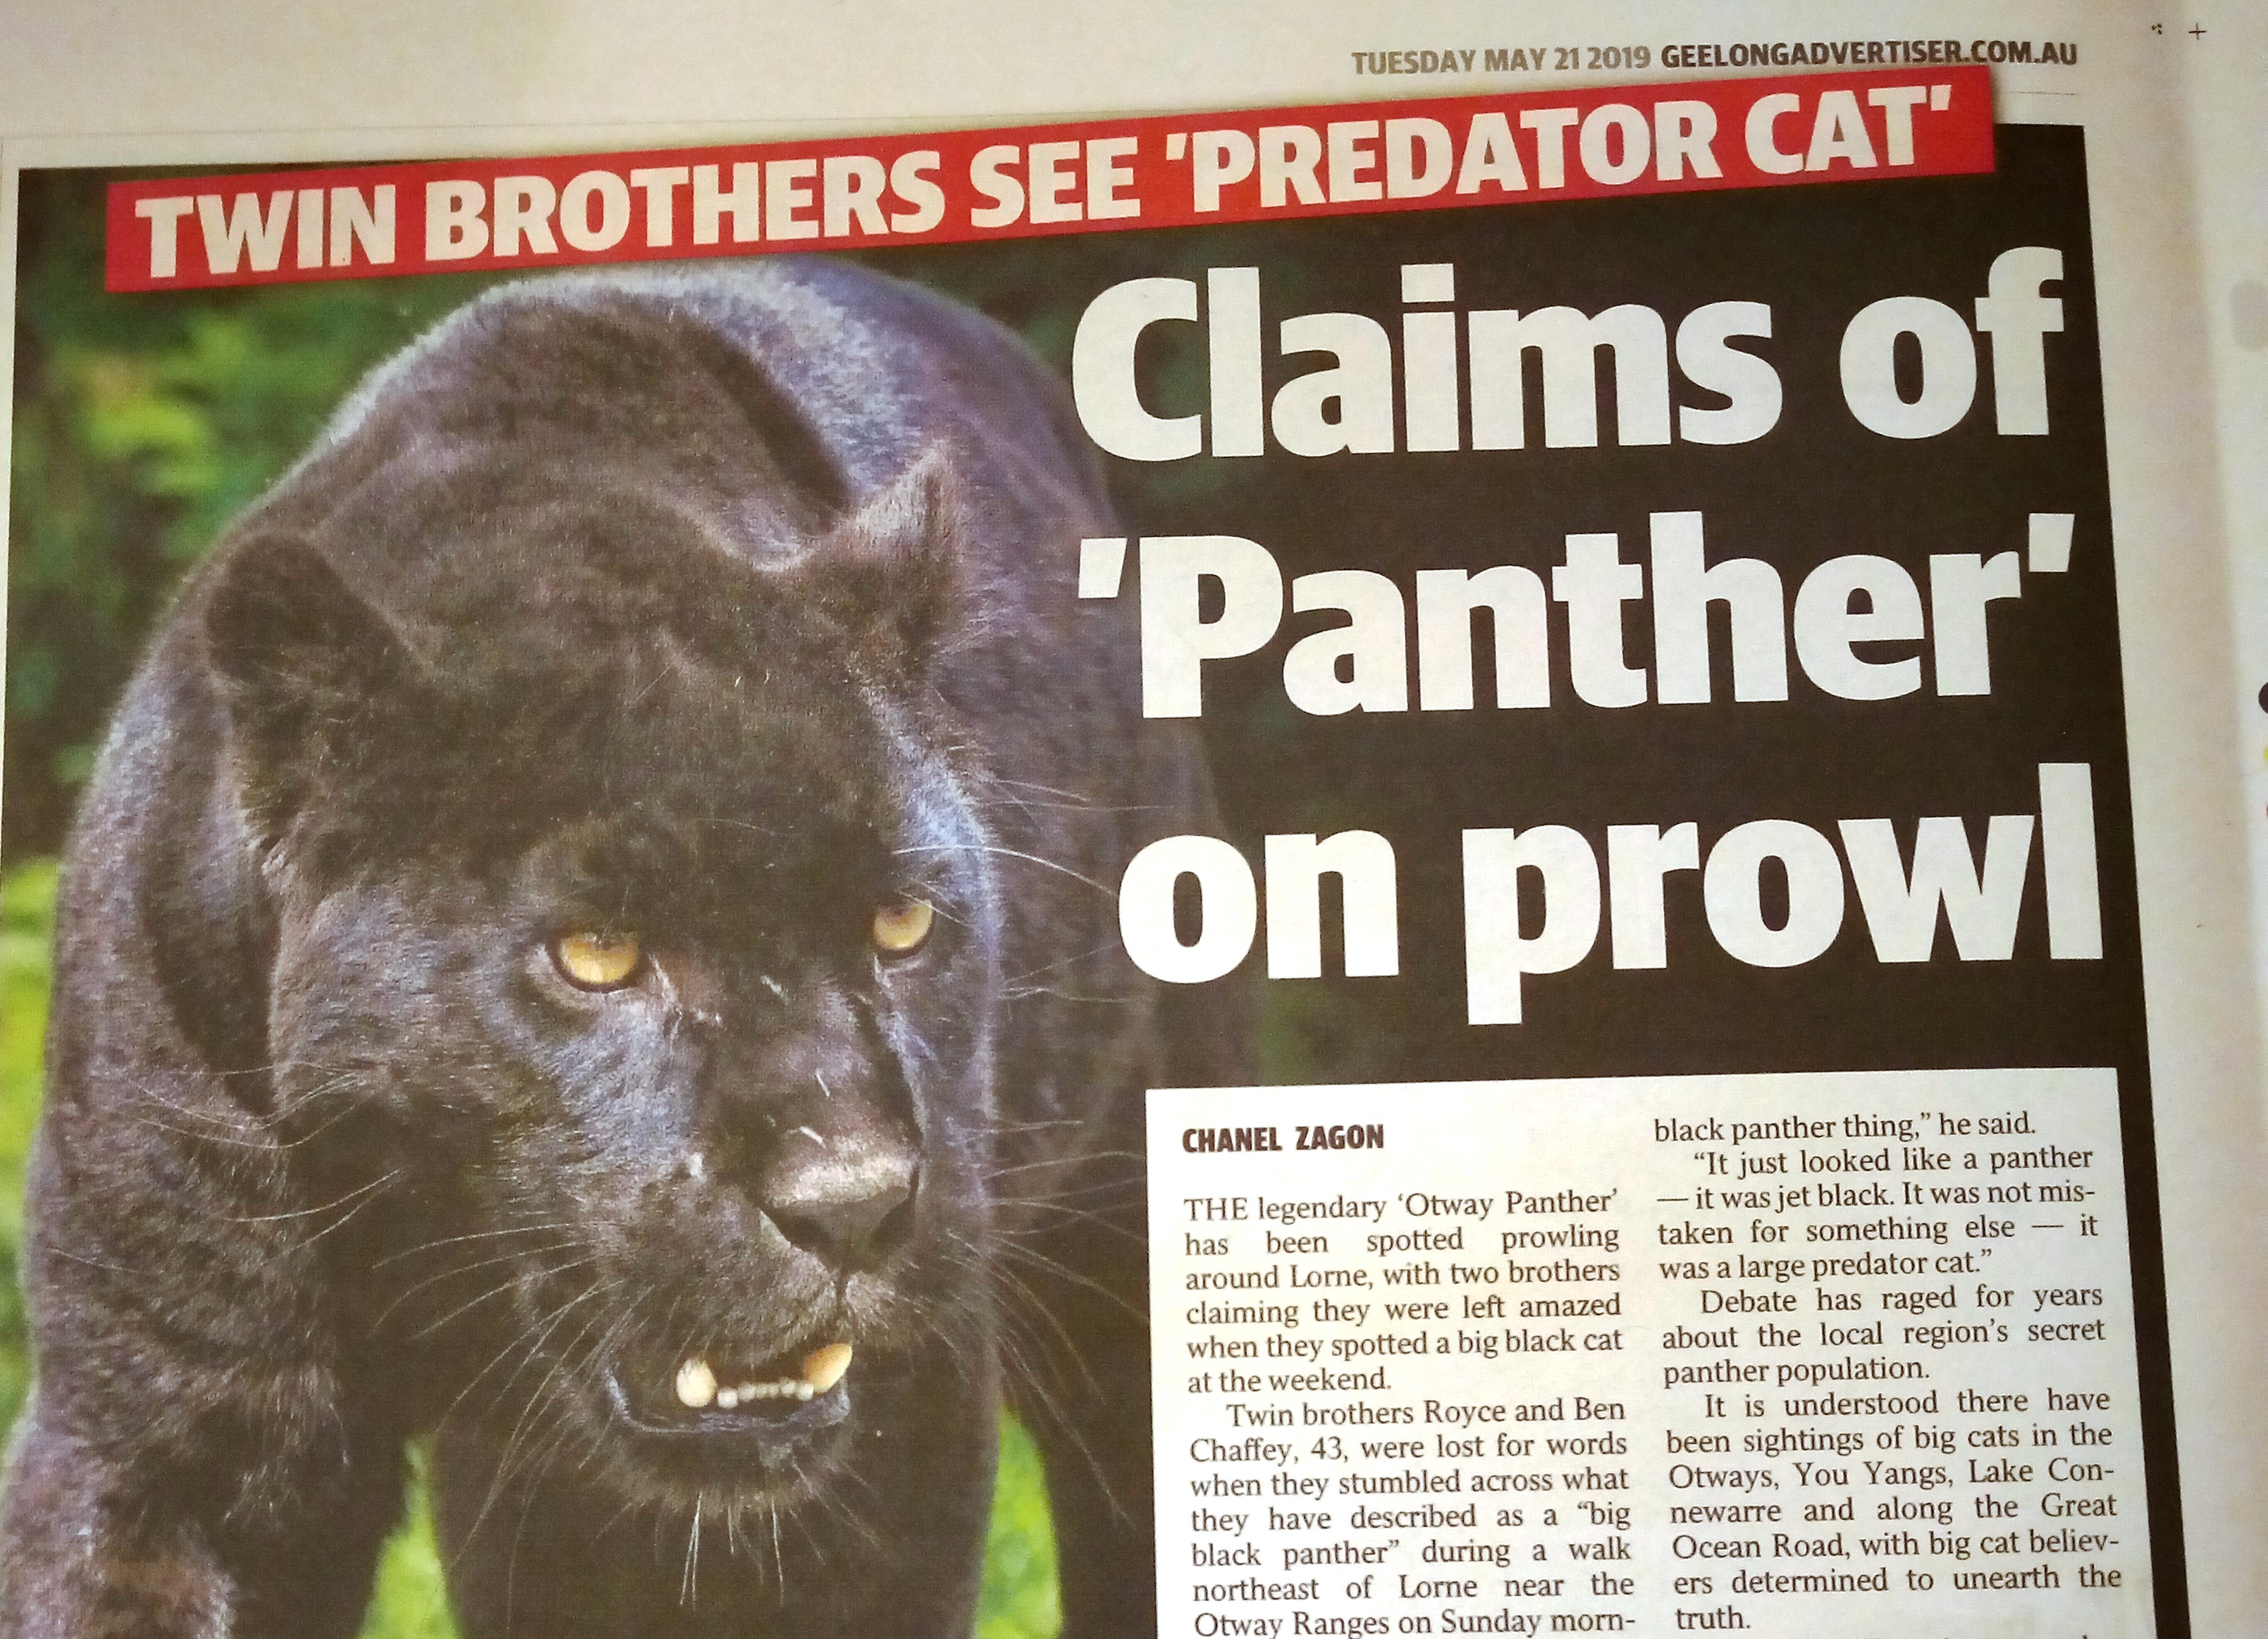 TUESDAY MAY 21 2019 GEELONGADVERTISER.COM.AU
TWIN BROTHERS SEE 'PREDATOR CAT'
Claims of
'Panther'
on prowl
CHANEL ZAGON
THE legendary 'Otway Panther'
has been spotted prowling
around Lorne, with two brothers
claiming they were left amazed
when they spotted a big black cat
at the weekend.
Twin brothers Royce and Ben
Chaffey, 43, were lost for words
when they stumbled across what
they have described as a “big
black panther” during a walk
northeast of Lorne near the
Otway Ranges on Sunday morn-
black panther thing,” he said.
“It just looked like a panther
— it was jet black. It was not mis-
taken for something else — it
was a large predator cat.”
Debate has raged for years
about the local region's secret
panther population.
It is understood there have
been sightings of big cats in the
Otways, You Yangs, Lake Con-
newarre and along the Great
Ocean Road, with big cat believ-
ers determined to unearth the
truth.